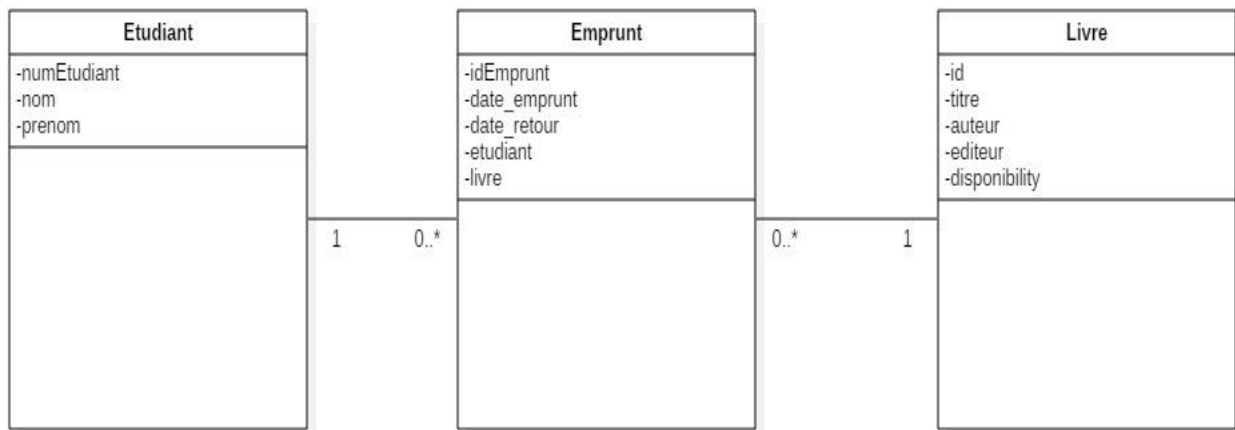 Etudiant
-numEtudiant
-nom
-prenom
Emprunt
-idEmprunt
-date_emprunt
-date_retour
-etudiant
-livre
Livre
-id
-titre
-auteur
-editeur
-disponibility
1
0..*
0..*
1